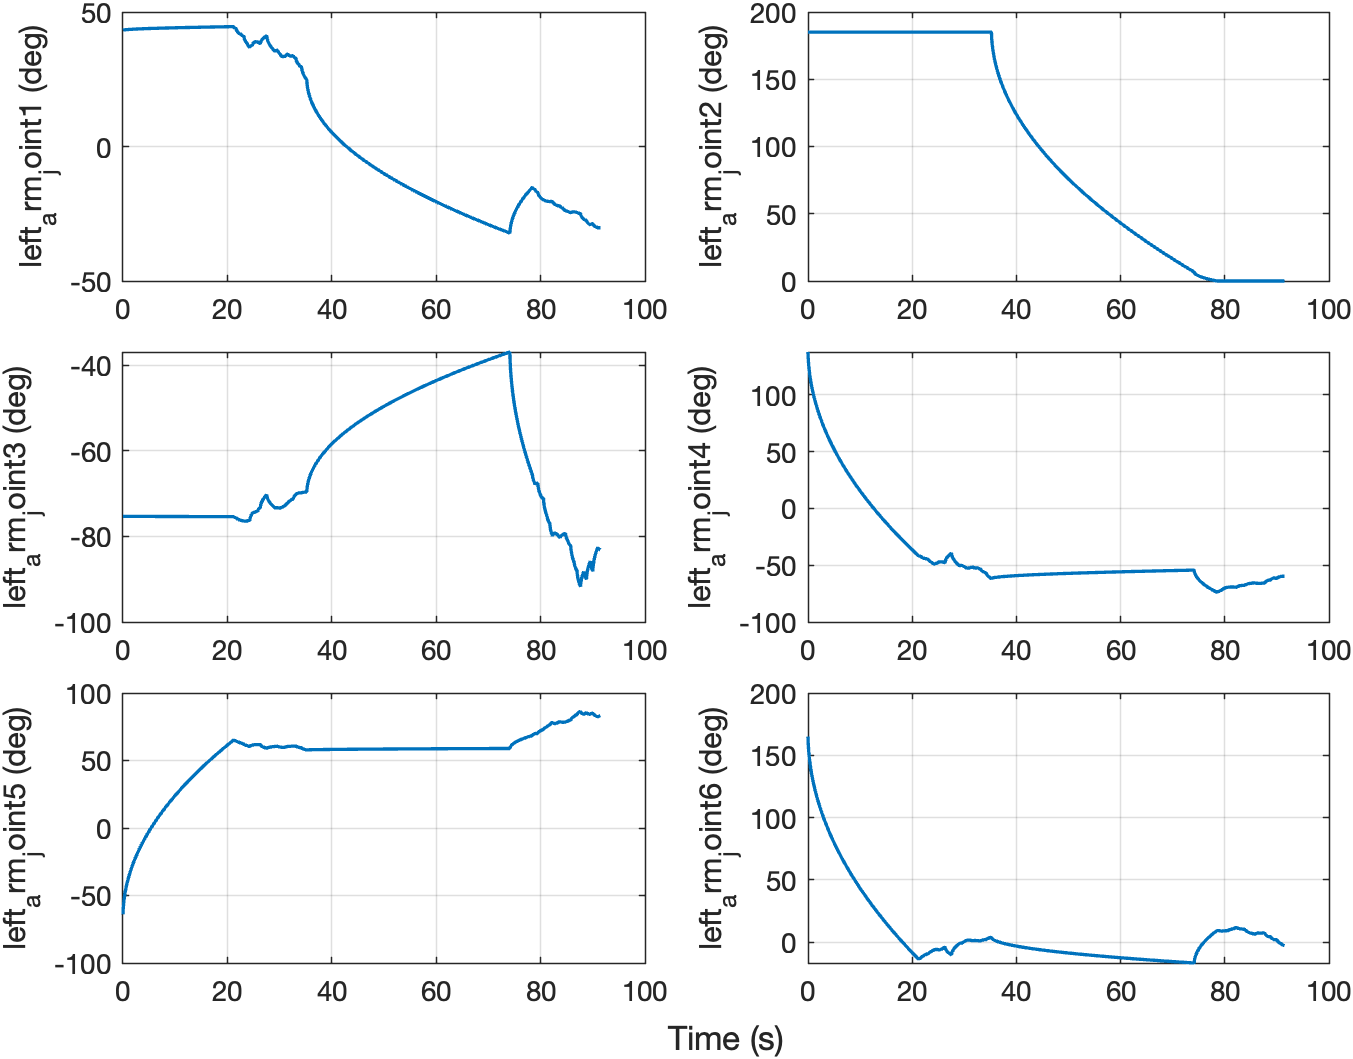 left_arm_joint1 (deg)
50
0
-50
0 20 40 60 80 100
left_arm_joint2 (deg)
200
150
100
50
0
0 20 40 60 80 100
left_arm_joint3 (deg)
-40
-60
-80
-100
0 20 40 60 80 100
left_arm_joint4 (deg)
100
50
0
-50
-100
0 20 40 60 80 100
left_arm_joint5 (deg)
100
50
0
-50
-100
0 20 40 60 80 100
left_arm_joint6 (deg)
200
150
100
50
0
0 20 40 60 80 100
Time (s)